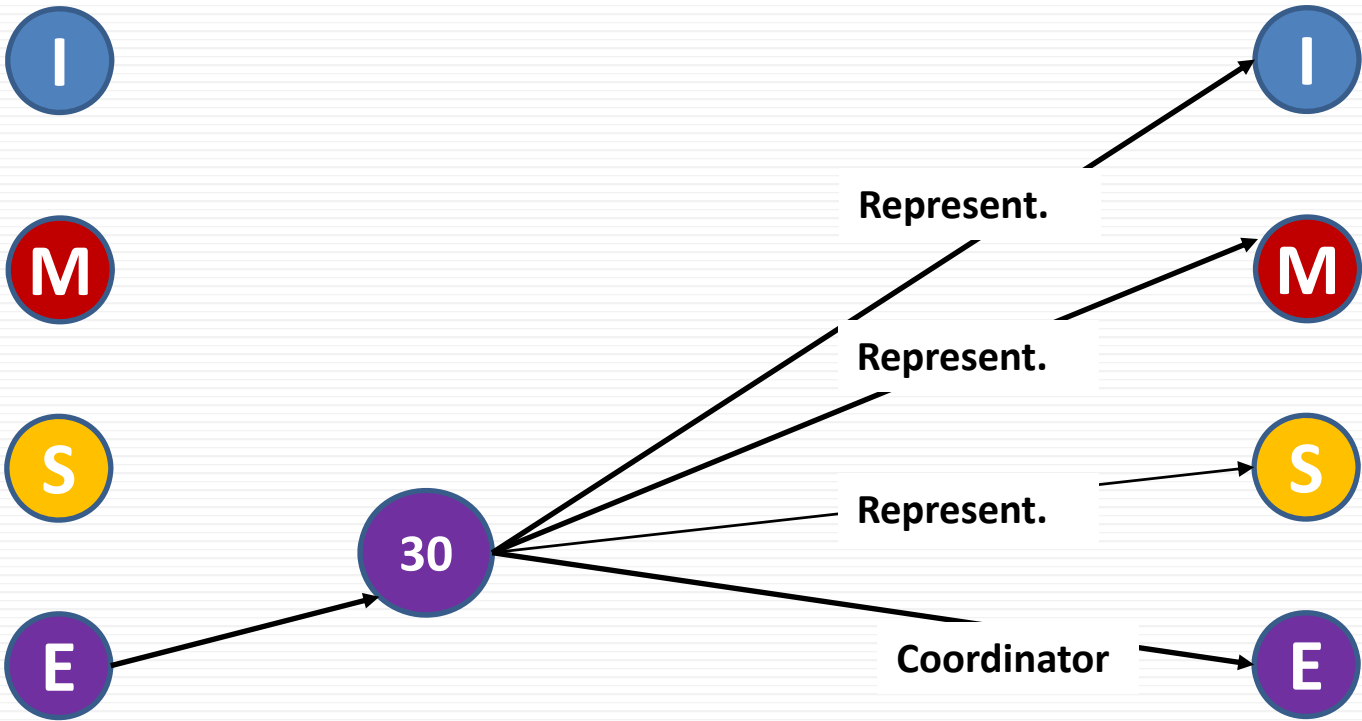 I
I
Represent.
M
M
Represent.
S
S
Represent.
30
E
Coordinator
E